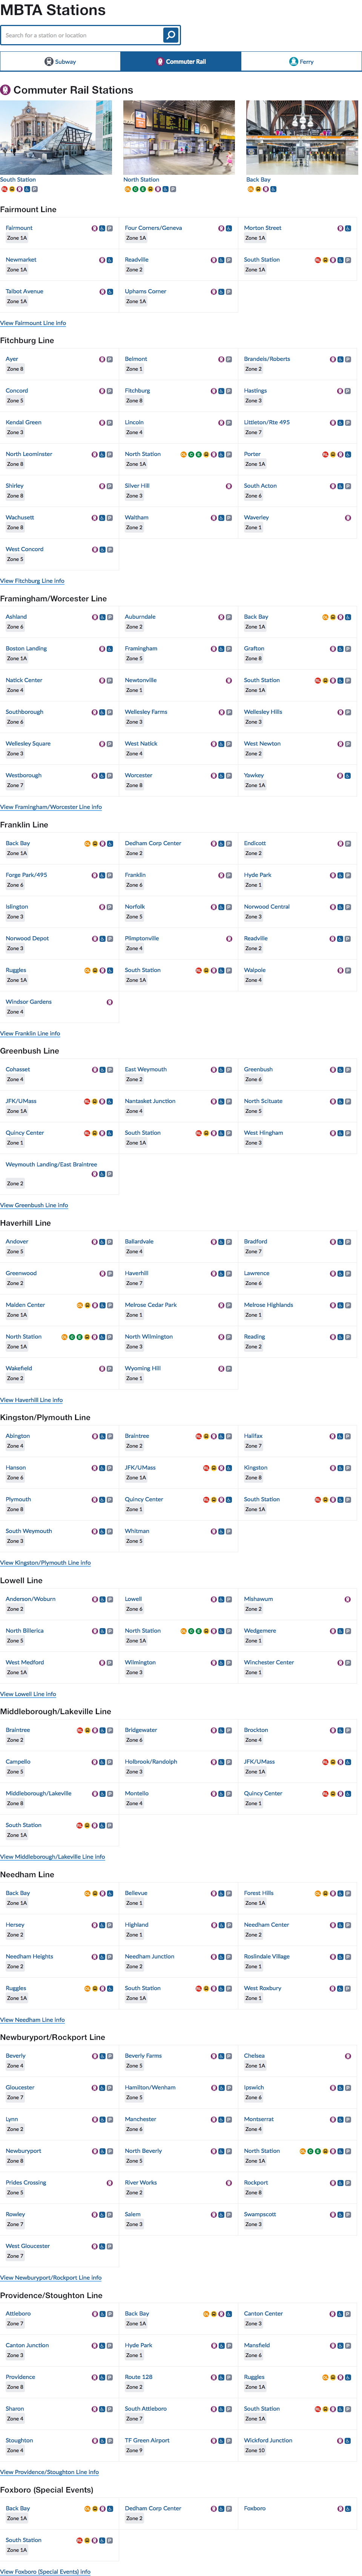 MBTA Stations
Search for a station or location
Subway
Commuter Rail
Ferry
Commuter Rail Stations
South Station
North Station
Back Bay
Fairmount Line
Fairmount
Zone 1A
Four Corners/Geneva
Zone 1A
Morton Street
Zone 1A
Newmarket
Zone 1A
Readville
Zone 2
South Station
Zone 1A
Talbot Avenue
Zone 1A
Uphams Corner
Zone 1A
View Fairmount Line info
Fitchburg Line
Ayer
Zone 8
Belmont
Zone 1
Brandeis/Roberts
Zone 2
Concord
Zone 5
Fitchburg
Zone 8
Hastings
Zone 3
Kendal Green
Zone 3
Lincoln
Zone 4
Littleton/Rte 495
Zone 7
North Leominster
Zone 8
North Station
Zone 1A
Porter
Zone 1A
Shirley
Zone 8
Silver Hill
Zone 3
South Acton
Zone 6
Wachusett
Zone 8
Waltham
Zone 2
Waverley
Zone 1
West Concord
Zone 5
View Fitchburg Line info
Framingham/Worcester Line
Ashland
Zone 6
Auburndale
Zone 2
Back Bay
Zone 1A
Boston Landing
Zone 1A
Framingham
Zone 5
Grafton
Zone 8
Natick Center
Zone 4
Newtonville
Zone 1
South Station
Zone 1A
Southborough
Zone 6
Wellesley Farms
Zone 3
Wellesley Hills
Zone 3
Wellesley Square
Zone 3
West Natick
Zone 4
West Newton
Zone 2
Westborough
Zone 7
Worcester
Zone 8
Yawkey
Zone 1A
View Framingham/Worcester Line info
Franklin Line
Back Bay
Zone 1A
Dedham Corp Center
Zone 2
Endicott
Zone 2
Forge Park/495
Zone 6
Franklin
Zone 6
Hyde Park
Zone 1
Islington
Zone 3
Norfolk
Zone 5
Norwood Central
Zone 3
Norwood Depot
Zone 3
Plimptonville
Zone 4
Readville
Zone 2
Ruggles
Zone 1A
South Station
Zone 1A
Walpole
Zone 4
Windsor Gardens
Zone 4
View Franklin Line info
Greenbush Line
Cohasset
Zone 4
East Weymouth
Zone 2
Greenbush
Zone 6
JFK/UMass
Zone 1A
Nantasket Junction
Zone 4
North Scituate
Zone 5
Quincy Center
Zone 1
South Station
Zone 1A
West Hingham
Zone 3
Weymouth Landing/East Braintree
Zone 2
View Greenbush Line info
Haverhill Line
Andover
Zone 5
Ballardvale
Zone 4
Bradford
Zone 7
Greenwood
Zone 2
Haverhill
Zone 7
Lawrence
Zone 6
Malden Center
Zone 1A
Melrose Cedar Park
Zone 1
Melrose Highlands
Zone 1
North Station
Zone 1A
North Wilmington
Zone 3
Reading
Zone 2
Wakefield
Zone 2
Wyoming Hill
Zone 1
View Haverhill Line info
Kingston/Plymouth Line
Abington
Zone 4
Braintree
Zone 2
Halifax
Zone 7
Hanson
Zone 6
JFK/UMass
Zone 1A
Kingston
Zone 8
Plymouth
Zone 8
Quincy Center
Zone 1
South Station
Zone 1A
South Weymouth
Zone 3
Whitman
Zone 5
View Kingston/Plymouth Line info
Lowell Line
Anderson/Woburn
Zone 2
Lowell
Zone 6
Mishawum
Zone 2
North Billerica
Zone 5
North Station
Zone 1A
Wedgemere
Zone 1
West Medford
Zone 1A
Wilmington
Zone 3
Winchester Center
Zone 1
View Lowell Line info
Middleborough/Lakeville Line
Braintree
Zone 2
Bridgewater
Zone 6
Brockton
Zone 4
Campello
Zone 5
Holbrook/Randolph
Zone 3
JFK/UMass
Zone 1A
Middleborough/Lakeville
Zone 8
Montello
Zone 4
Quincy Center
Zone 1
South Station
Zone 1A
View Middleborough/Lakeville Line info
Needham Line
Back Bay
Zone 1A
Bellevue
Zone 1
Forest Hills
Zone 1A
Hersey
Zone 2
Highland
Zone 1
Needham Center
Zone 2
Needham Heights
Zone 2
Needham Junction
Zone 2
Roslindale Village
Zone 1
Ruggles
Zone 1A
South Station
Zone 1A
West Roxbury
Zone 1
View Needham Line info
Newburyport/Rockport Line
Beverly
Zone 4
Beverly Farms
Zone 5
Chelsea
Zone 1A
Gloucester
Zone 7
Hamilton/Wenham
Zone 5
Ipswich
Zone 6
Lynn
Zone 2
Manchester
Zone 6
Montserrat
Zone 4
Newburyport
Zone 8
North Beverly
Zone 5
North Station
Zone 1A
Prides Crossing
Zone 5
River Works
Zone 2
Rockport
Zone 8
Rowley
Zone 7
Salem
Zone 3
Swampscott
Zone 3
West Gloucester
Zone 7
View Newburyport/Rockport Line info
Providence/Stoughton Line
Attleboro
Zone 7
Back Bay
Zone 1A
Canton Center
Zone 3
Canton Junction
Zone 3
Hyde Park
Zone 1
Mansfield
Zone 6
Providence
Zone 8
Route 128
Zone 2
Ruggles
Zone 1A
Sharon
Zone 4
South Attleboro
Zone 7
South Station
Zone 1A
Stoughton
Zone 4
TF Green Airport
Zone 9
Wickford Junction
Zone 10
View Providence/Stoughton Line info
Foxboro (Special Events)
Back Bay
Zone 1A
Dedham Corp Center
Zone 2
Foxboro
South Station
Zone 1A
View Foxboro (Special Events) info